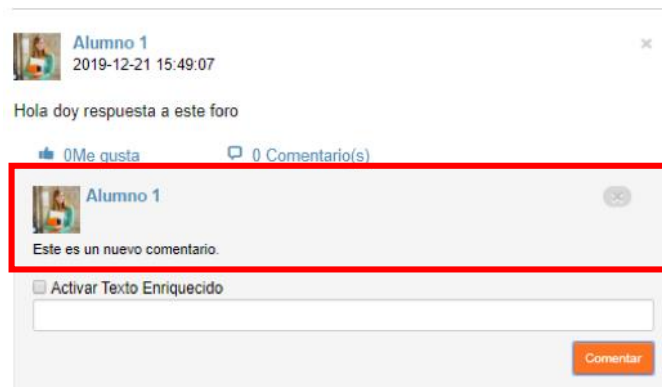 Alumno 1
2019-12-21 15:49:07
Hola doy respuesta a este foro
0Me gusta 0 Comentario(s)
Alumno 1
Este es un nuevo comentario.
Activar Texto Enriquecido
Comentar